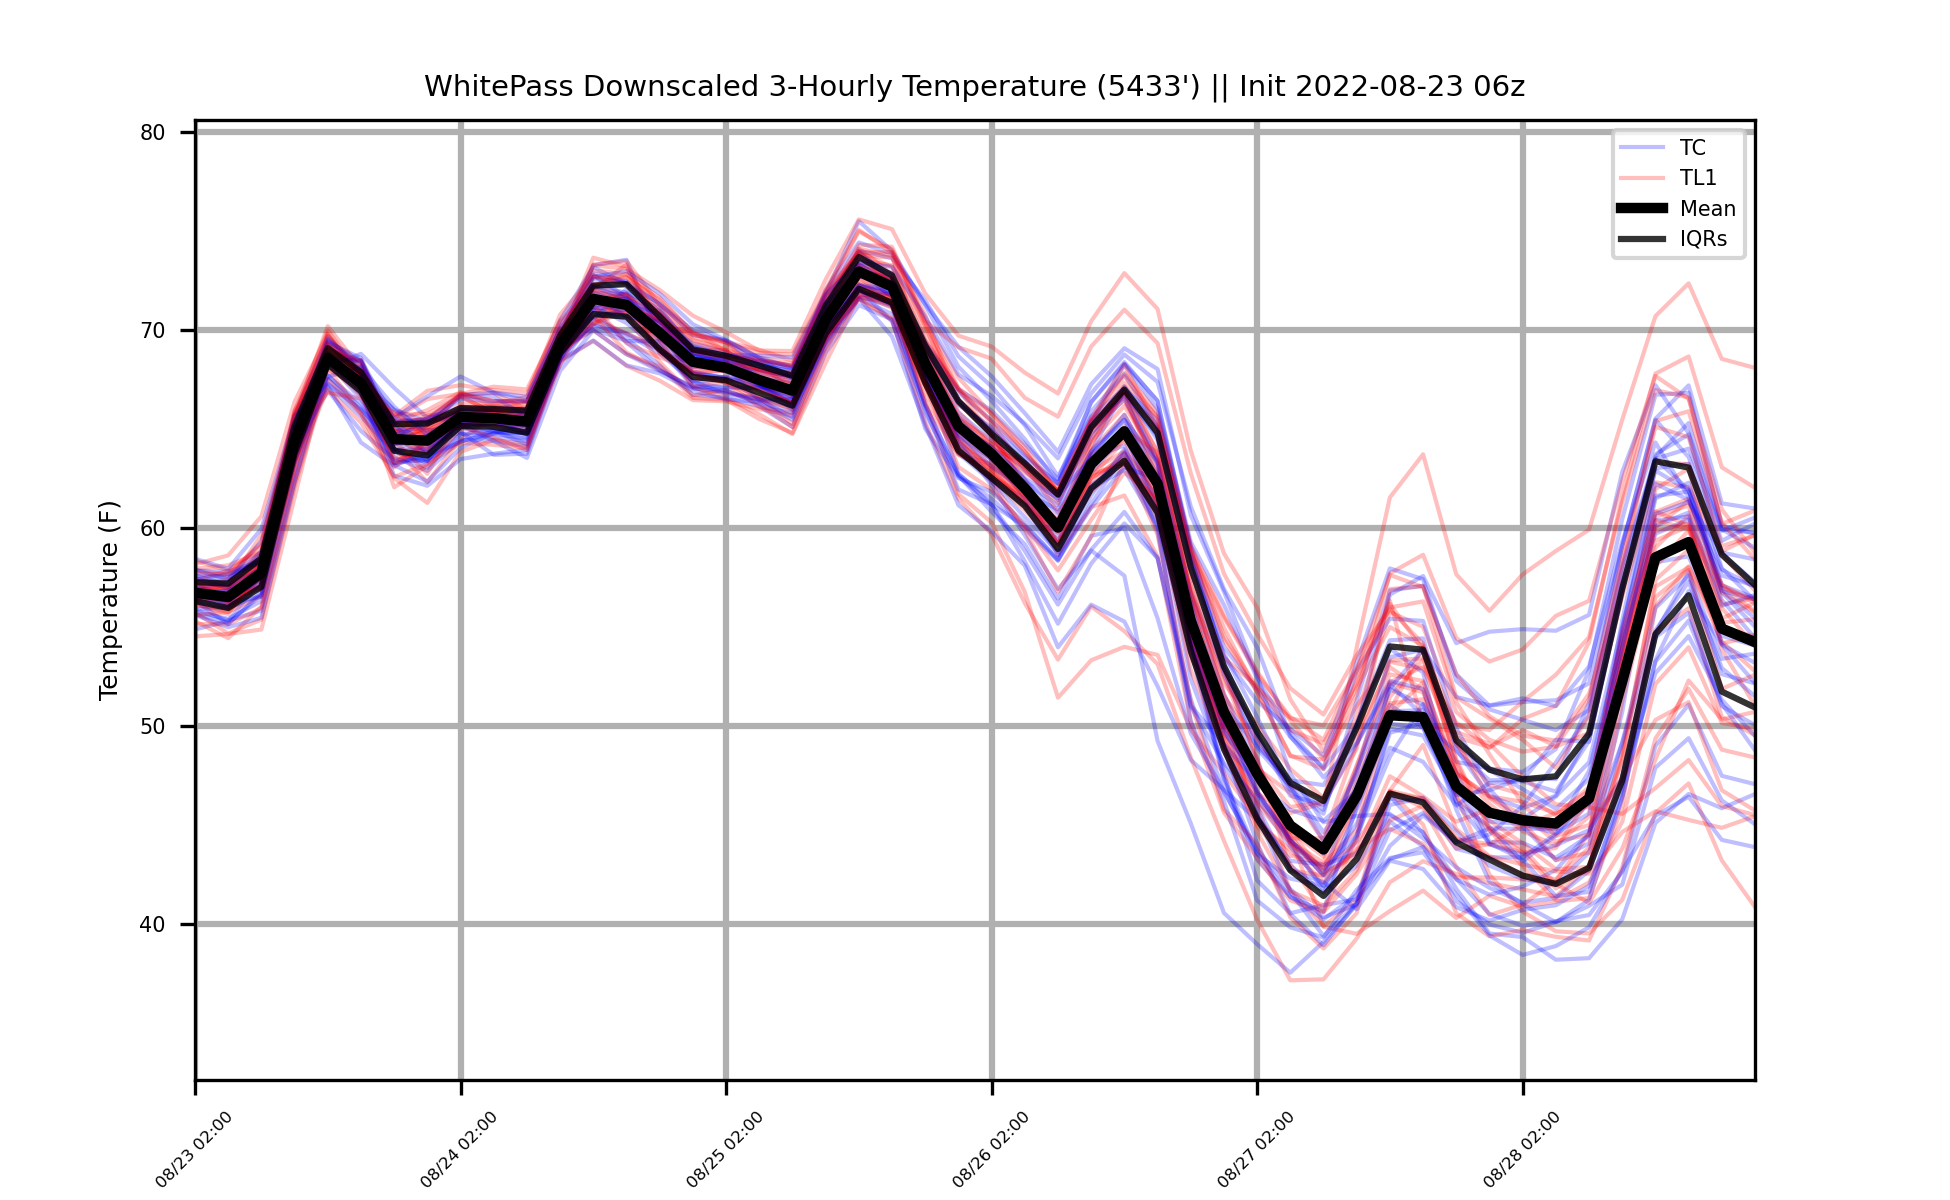 WhitePass Downscaled 3-Hourly Temperature (5433') || Init 2022-08-23 06z
TC
TL1
Mean
IQRs
Temperature (F)
80
70
60
50
40
08/23 02:00
08/24 02:00
08/25 02:00
08/26 02:00
08/27 02:00
08/28 02:00